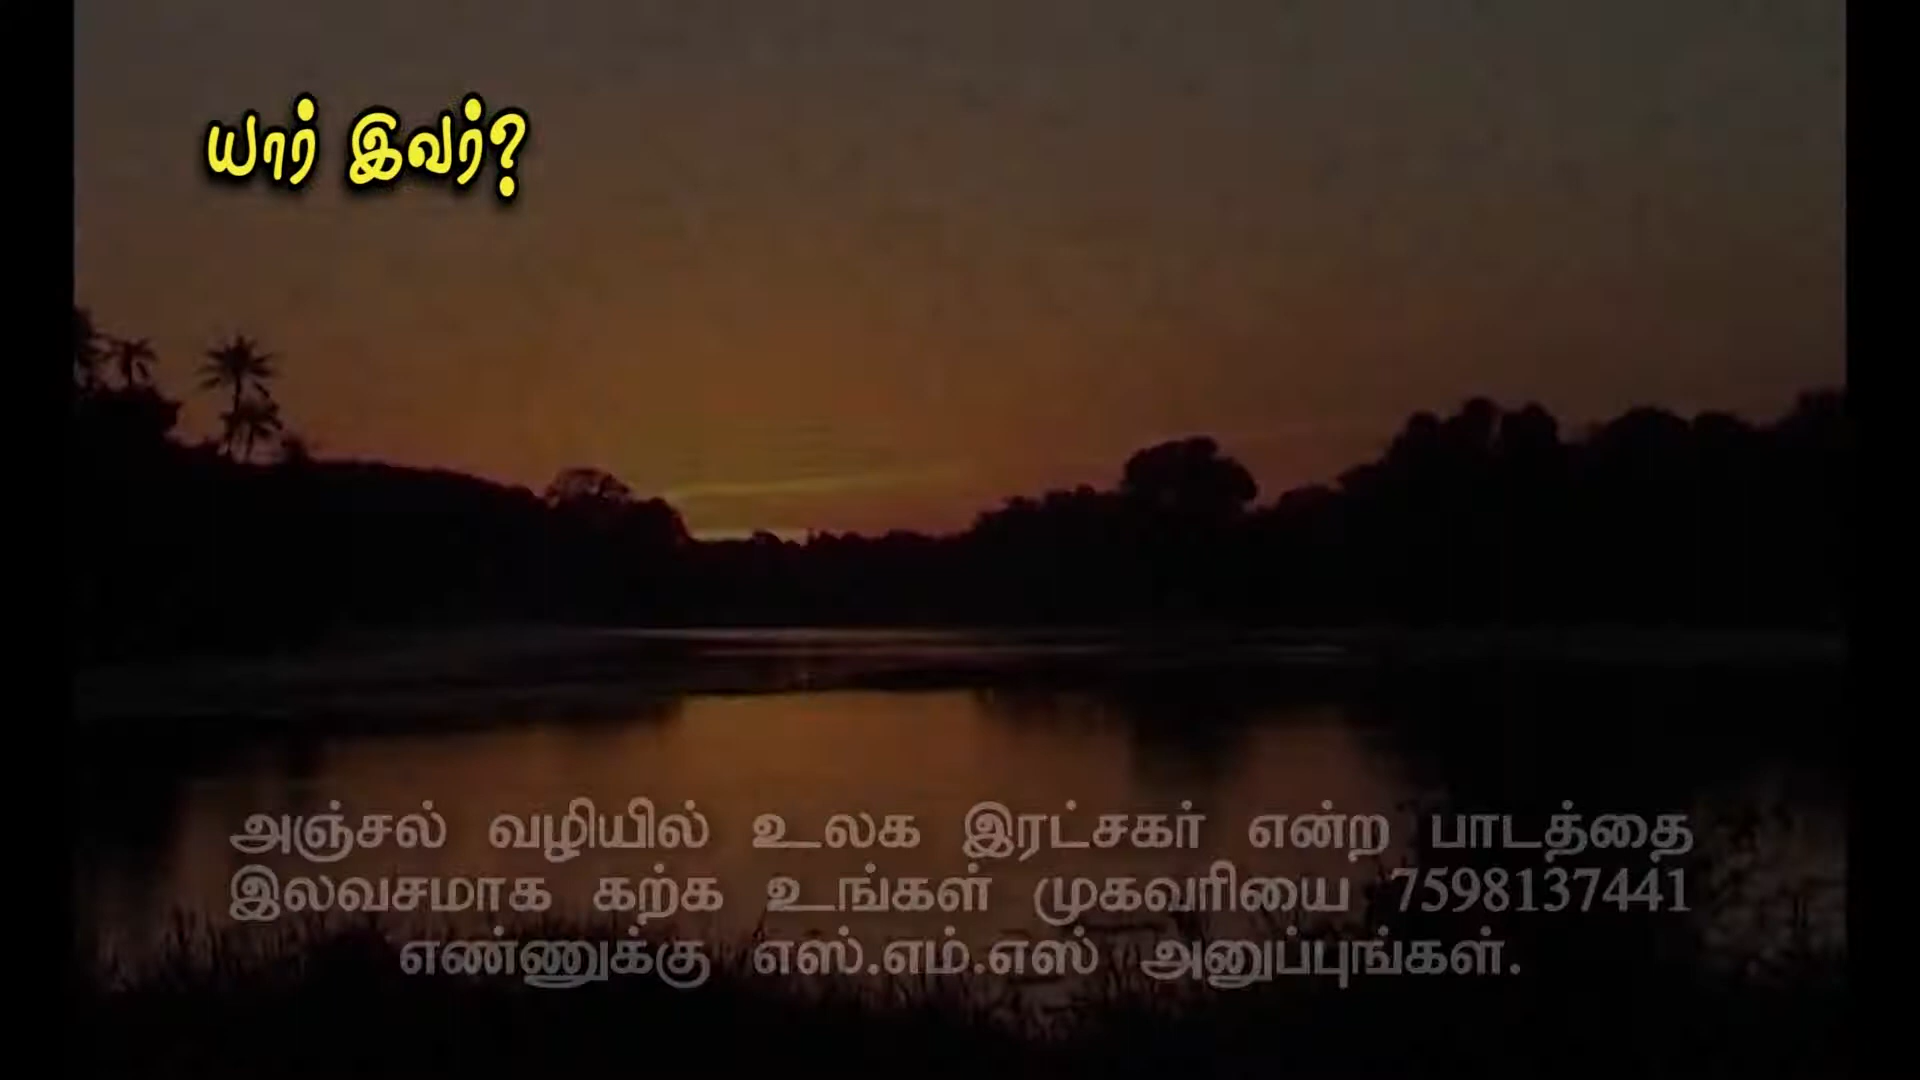 யார் இவர்?
அஞ்சல் வழியில் உலக இரட்சகர் என்ற பாடத்தை
இலவசமாக கற்க உங்கள் முகவரியை 7598137441
எண்ணுக்கு எஸ்.எம்.எஸ் அனுப்புங்கள்.